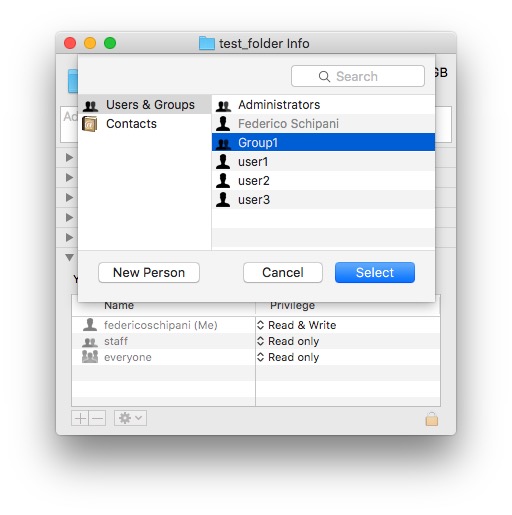 test_folder Info
GB
Search
Users & Groups
Contacts
Administrators
Federico Schipani
Group1
user1
user2
user3
New Person
Cancel
Select
Name
Privilege
federicoschipani (Me)
Read & Write
staff
Read only
everyone
Read only